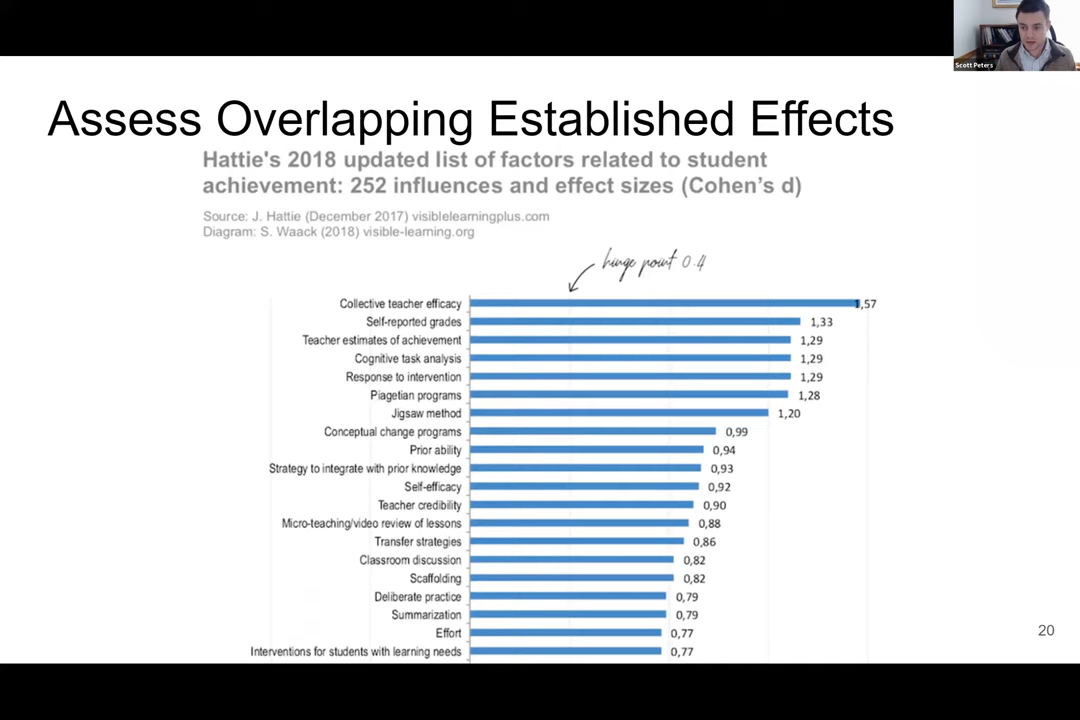 Scott Peters
Assess Overlapping Established Effects
Hattie's 2018 updated list of factors related to student
achievement: 252 influences and effect sizes (Cohen's d)
Source: J. Hattie (December 2017) visiblelearningplus.com
Diagram: S. Waack (2018) visible-learning.org
hinge point 0.4
Collective teacher efficacy 1,57
Self-reported grades 1,33
Teacher estimates of achievement 1,29
Cognitive task analysis 1,29
Response to intervention 1,29
Piagetian programs 1,28
Jigsaw method 1,20
Conceptual change programs 0,99
Prior ability 0,94
Strategy to integrate with prior knowledge 0,93
Self-efficacy 0,92
Teacher credibility 0,90
Micro-teaching/video review of lessons 0,88
Transfer strategies 0,86
Classroom discussion 0,82
Scaffolding 0,82
Deliberate practice 0,79
Summarization 0,79
Effort 0,77
Interventions for students with learning needs 0,77
20